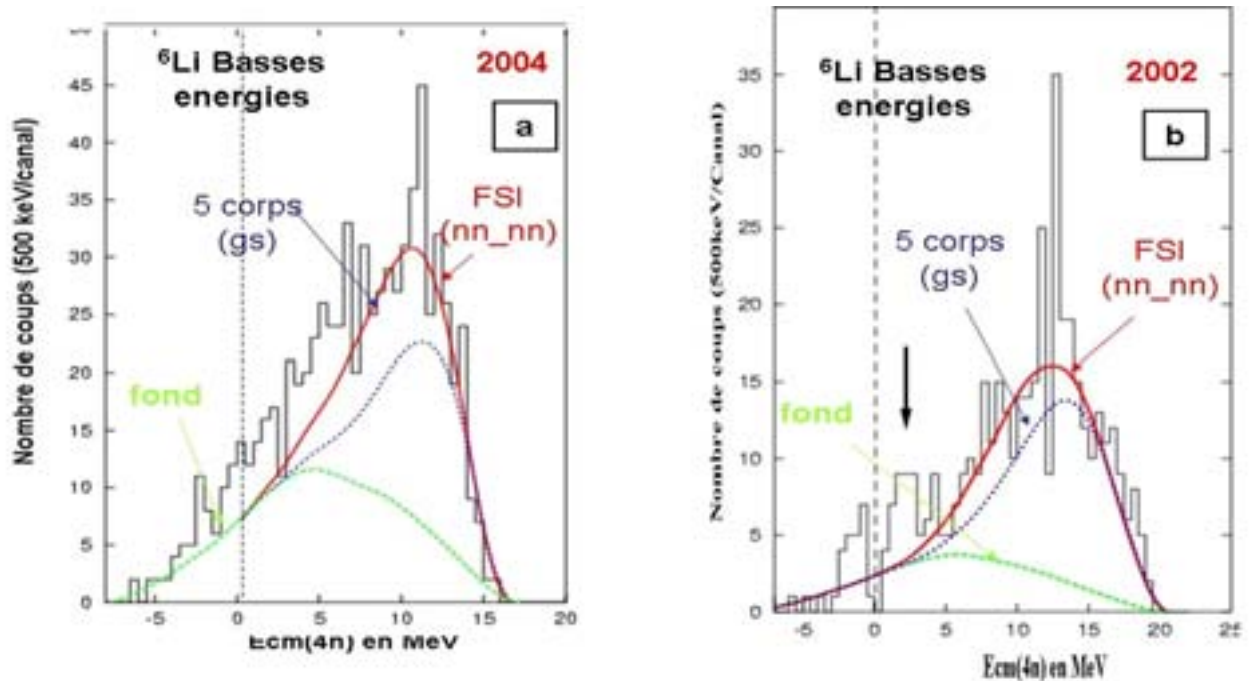 6Li Basses
energies
2004
a
5 corps
(gs)
FSI
(nn_nn)
fond
Nombre de coups (500 keV/canal)
45
40
35
30
25
20
15
10
5
0
-5
0
5
10
15
20
Ecm(4n) en MeV
6Li Basses
energies
2002
b
5 corps
(gs)
FSI
(nn_nn)
fond
Nombre de coups (500keV/Canal)
35
30
25
20
15
10
5
0
-5
0
5
10
15
20
Ecm(4n) en MeV